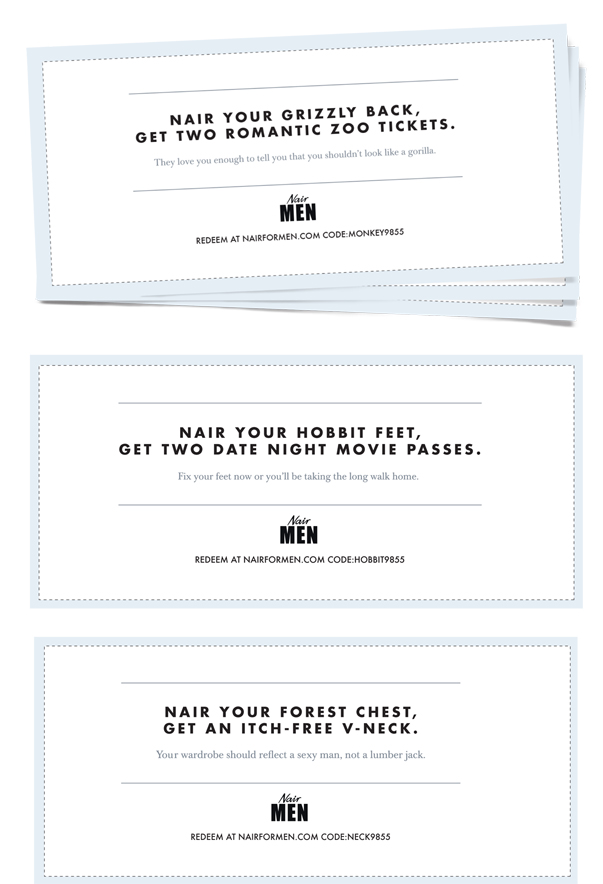 NAIR YOUR GRIZZLY BACK,
GET TWO ROMANTIC ZOO TICKETS.
They love you enough to tell you that you shouldn't look like a gorilla.
Nair
MEN
REDEEM AT NAIRFORMEN.COM CODE:MONKEY9855
NAIR YOUR HOBBIT FEET,
GET TWO DATE NIGHT MOVIE PASSES.
Fix your feet now or you'll be taking the long walk home.
Nair
MEN
REDEEM AT NAIRFORMEN.COM CODE:HOBBIT9855
NAIR YOUR FOREST CHEST,
GET AN ITCH-FREE V-NECK.
Your wardrobe should reflect a sexy man, not a lumber jack.
Nair
MEN
REDEEM AT NAIRFORMEN.COM CODE:NECK9855